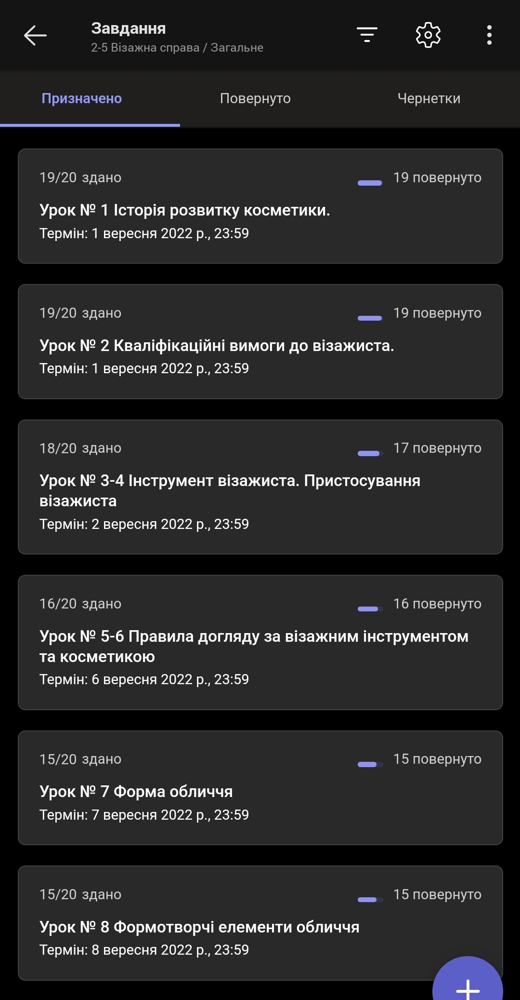 Завдання
2-5 Візажна справа / Загальне
Призначено
Повернуто
Чернетки
19/20 здано
19 повернуто
Урок № 1 Історія розвитку косметики.
Термін: 1 вересня 2022 р., 23:59
19/20 здано
19 повернуто
Урок № 2 Кваліфікаційні вимоги до візажиста.
Термін: 1 вересня 2022 р., 23:59
18/20 здано
17 повернуто
Урок № 3-4 Інструмент візажиста. Пристосування
візажиста
Термін: 2 вересня 2022 р., 23:59
16/20 здано
16 повернуто
Урок № 5-6 Правила догляду за візажним інструментом
та косметикою
Термін: 6 вересня 2022 р., 23:59
15/20 здано
15 повернуто
Урок № 7 Форма обличчя
Термін: 7 вересня 2022 р., 23:59
15/20 здано
15 повернуто
Урок № 8 Формотворчі елементи обличчя
Термін: 8 вересня 2022 р., 23:59